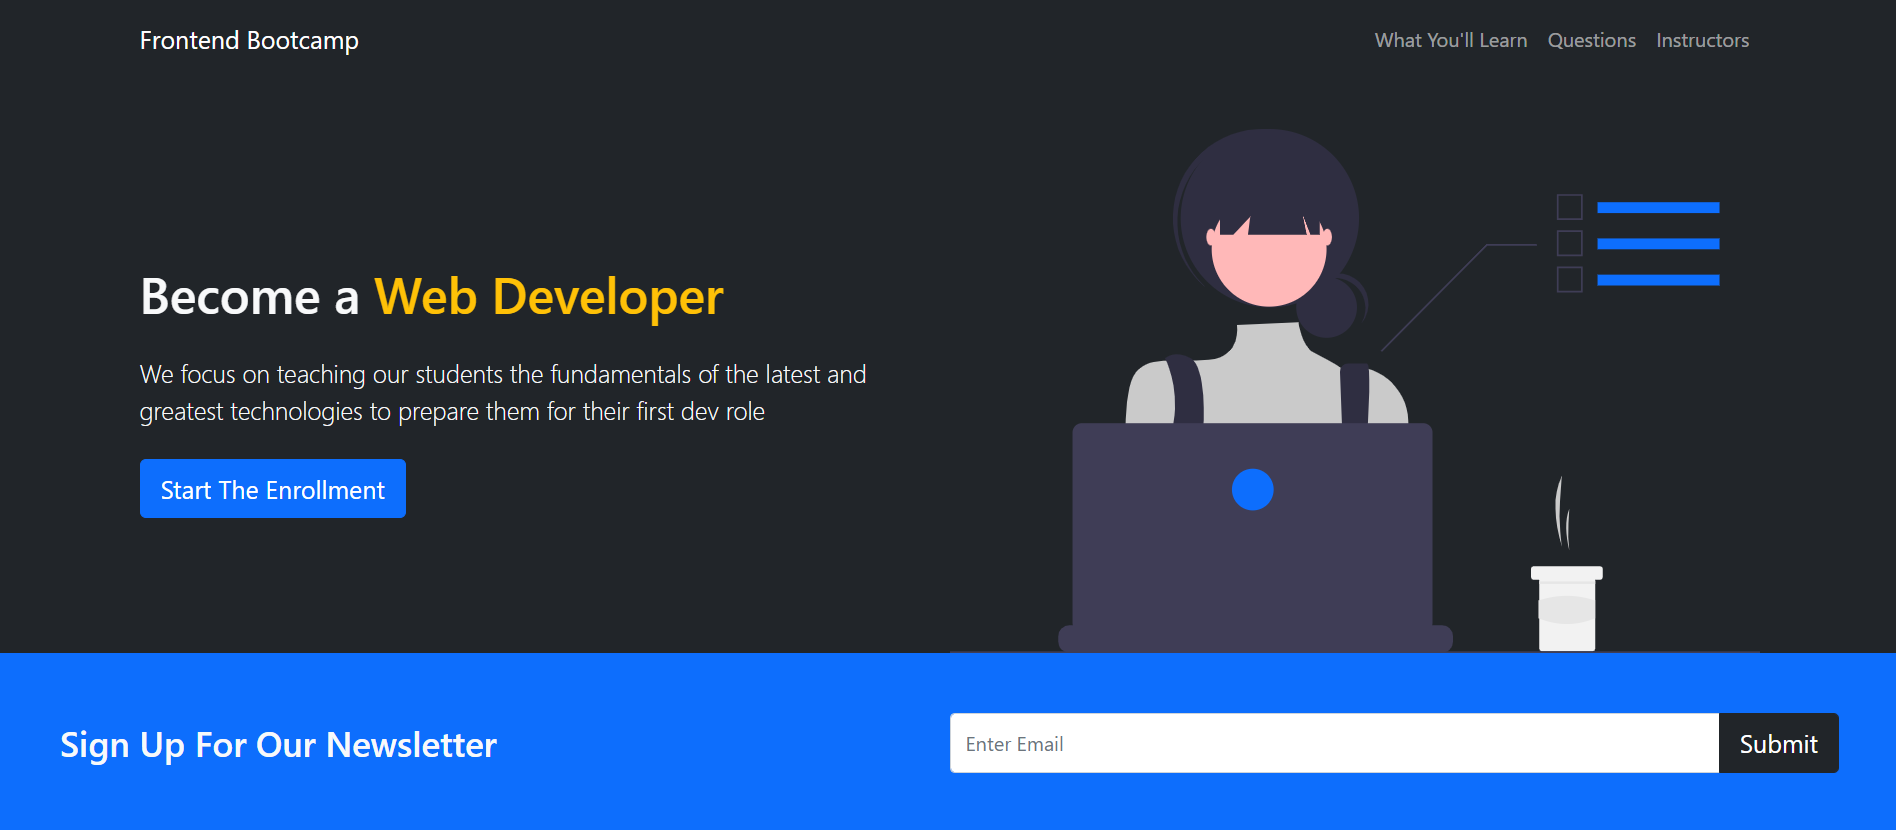 Frontend Bootcamp
What You'll Learn Questions Instructors
Become a Web Developer
We focus on teaching our students the fundamentals of the latest and
greatest technologies to prepare them for their first dev role
Start The Enrollment
Sign Up For Our Newsletter
Enter Email
Submit